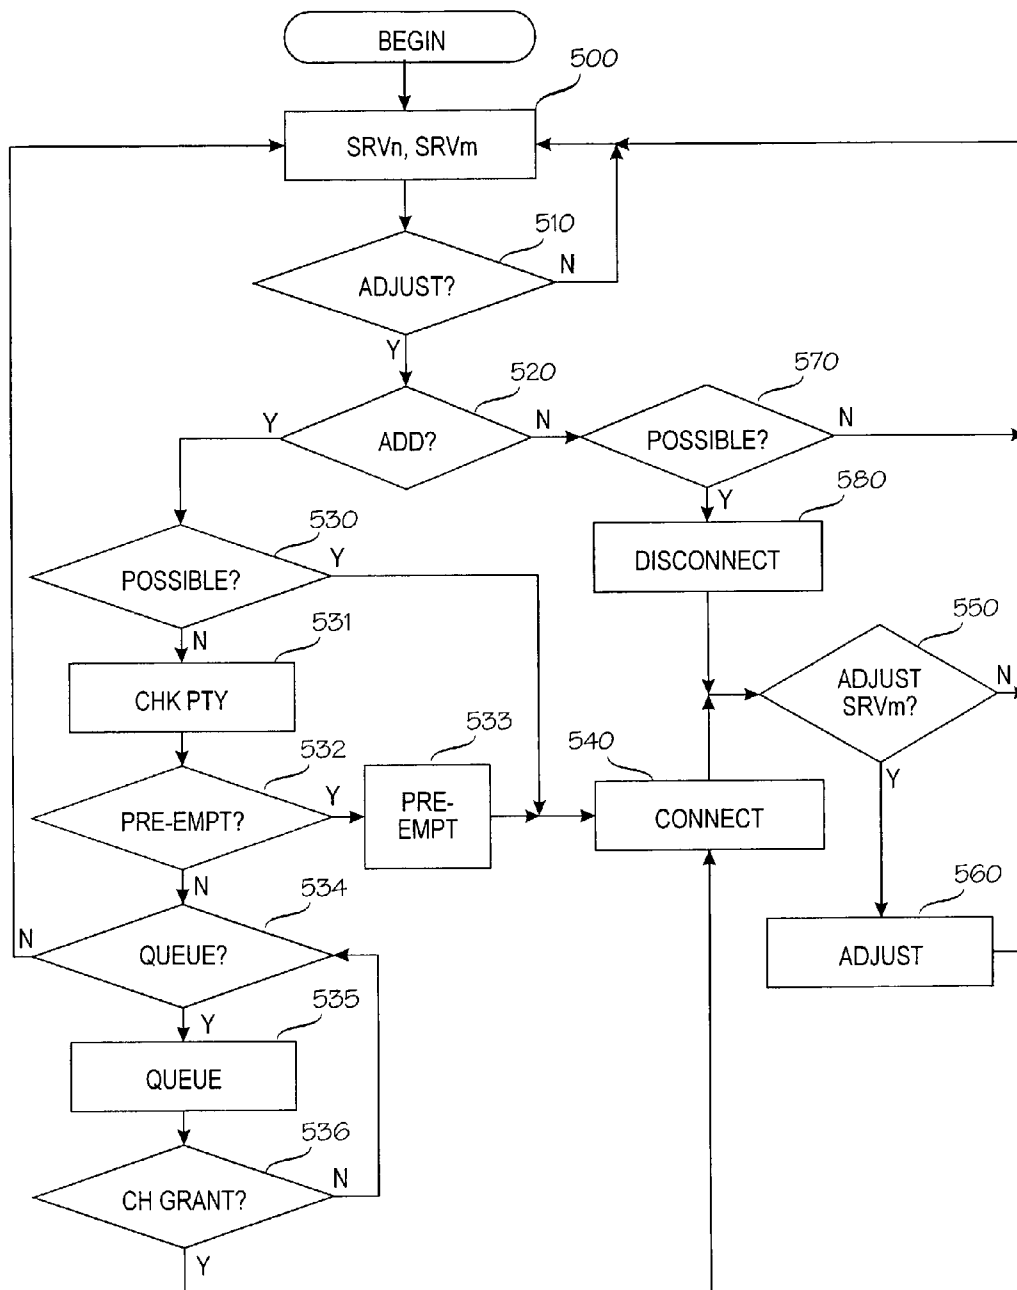 BEGIN
500
SRVn, SRVm
510
ADJUST?
N
Y
520
ADD?
Y
N
570
POSSIBLE?
N
Y
580
DISCONNECT
530
POSSIBLE?
Y
N
531
CHK PTY
550
ADJUST
SRVm?
N
Y
532
PRE-EMPT?
Y
N
533
PRE-
EMPT
540
CONNECT
534
QUEUE?
N
Y
560
ADJUST
535
QUEUE
536
CH GRANT?
N
Y